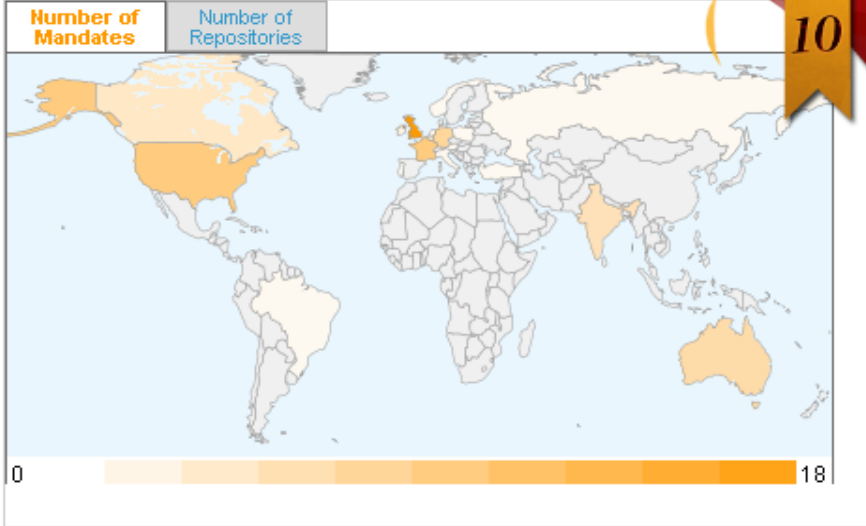 Number of
Mandates
Number of
Repositories
10
0
18